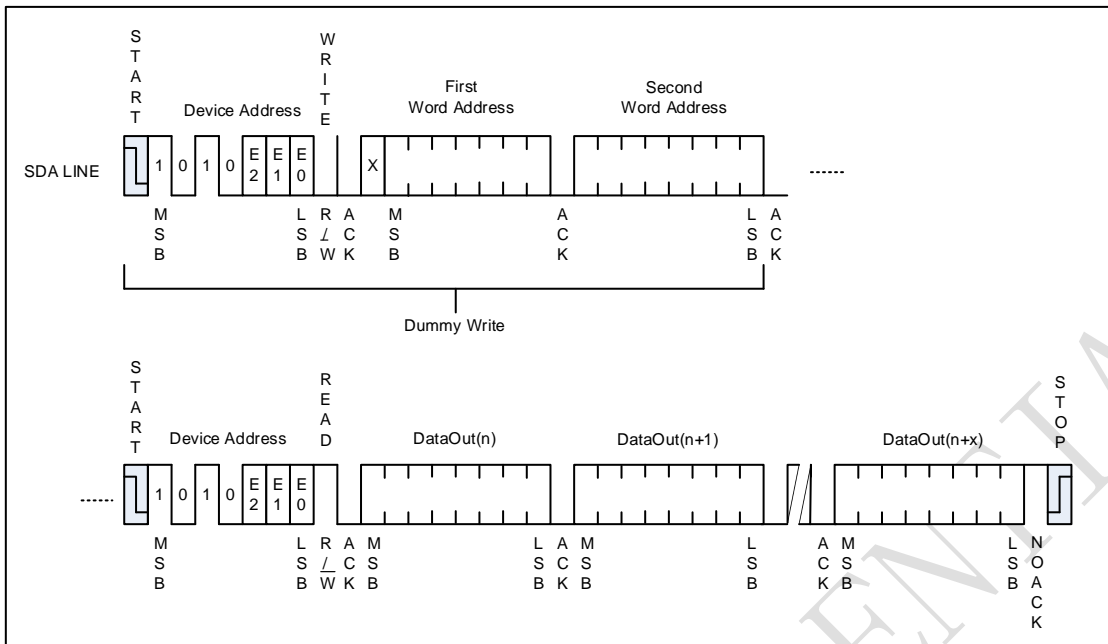 START
WRITE
Device Address
First
Word Address
Second
Word Address
SDA LINE
1 0 1 0 E2 E1 E0 X ......
MSB LSB R/W ACK MSB ACK LSB ACK
Dummy Write
START
READ
STOP
Device Address DataOut(n) DataOut(n+1) DataOut(n+x)
...... 1 0 1 0 E2 E1 E0
MSB LSB R/W ACK MSB LSB ACK MSB LSB ACK MSB LSB NOACK